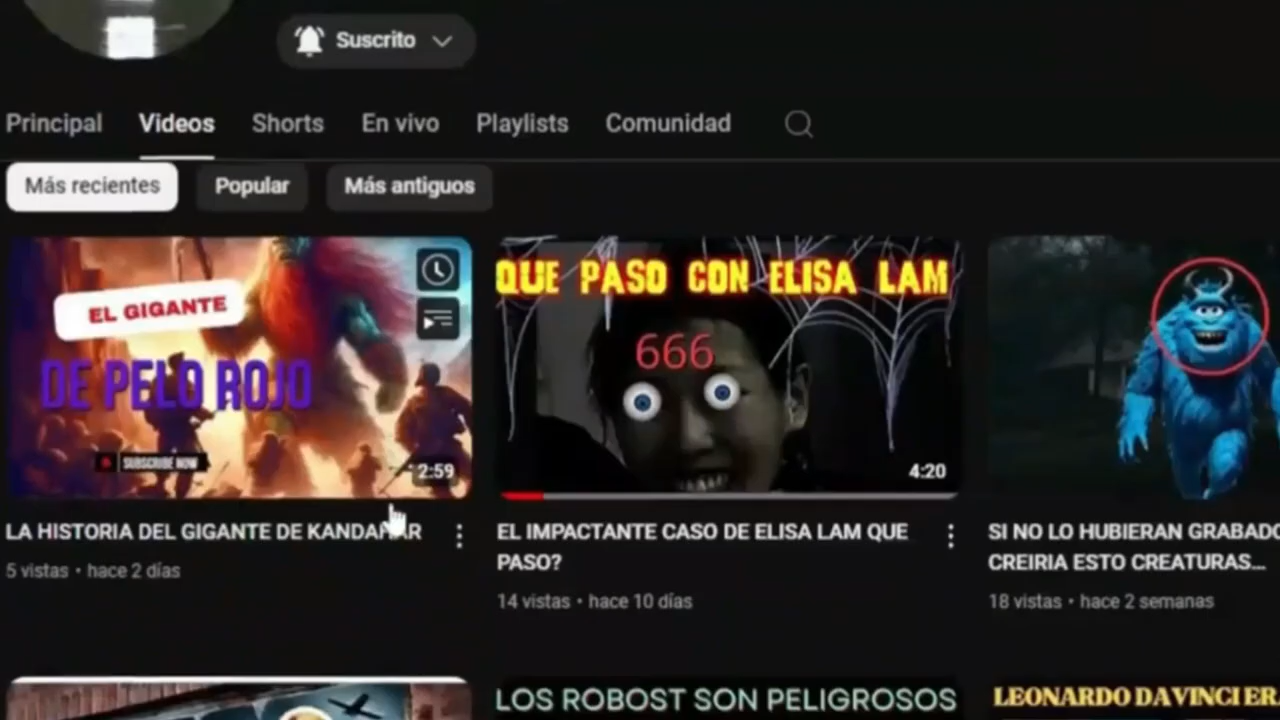 Suscrito
Principal Videos Shorts En vivo Playlists Comunidad
Más recientes Popular Más antiguos
EL GIGANTE
DE PELO ROJO
SUBSCRIBE NOW
2:59
LA HISTORIA DEL GIGANTE DE KANDAHAR
5 vistas • hace 2 días
QUE PASO CON ELISA LAM
666
4:20
EL IMPACTANTE CASO DE ELISA LAM QUE
PASO?
14 vistas • hace 10 días
SI NO LO HUBIERAN GRABADO
CREIRIA ESTO CREATURAS...
18 vistas • hace 2 semanas
LOS ROBOST SON PELIGROSOS
LEONARDO DA VINCI ER